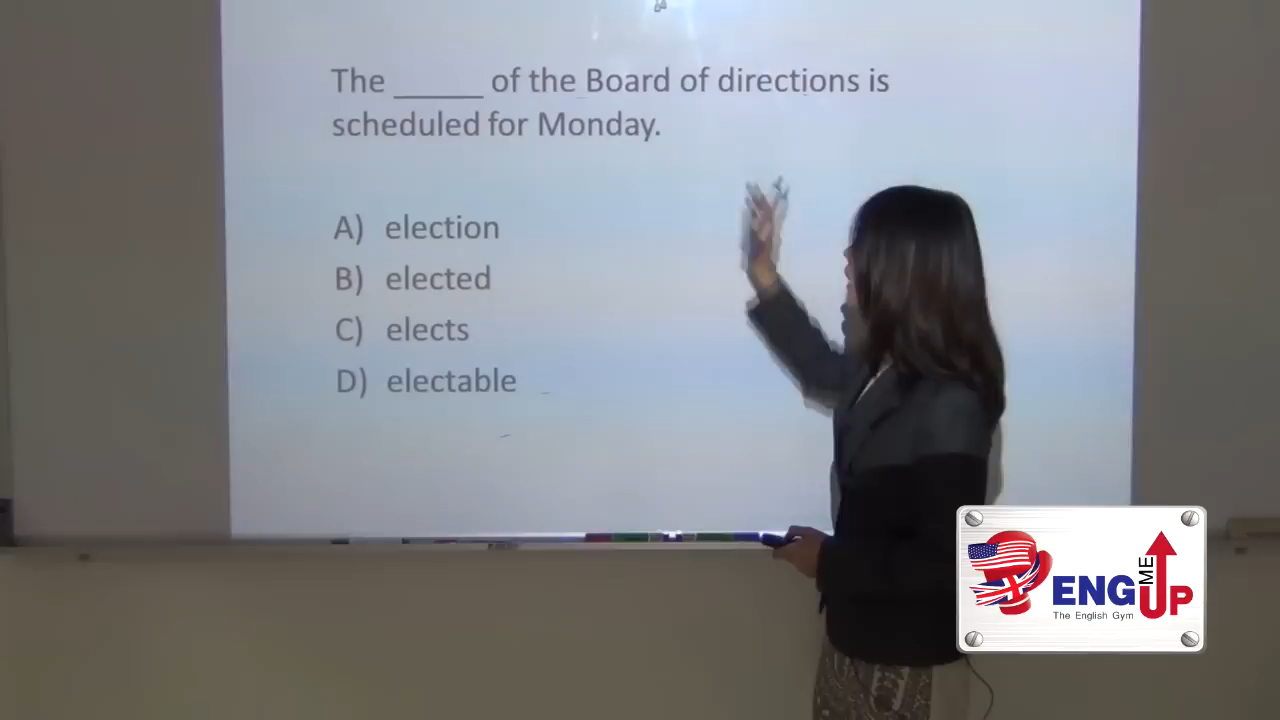 The _____ of the Board of directions is
scheduled for Monday.
A) election
B) elected
C) elects
D) electable
ENG ME UP
The English Gym